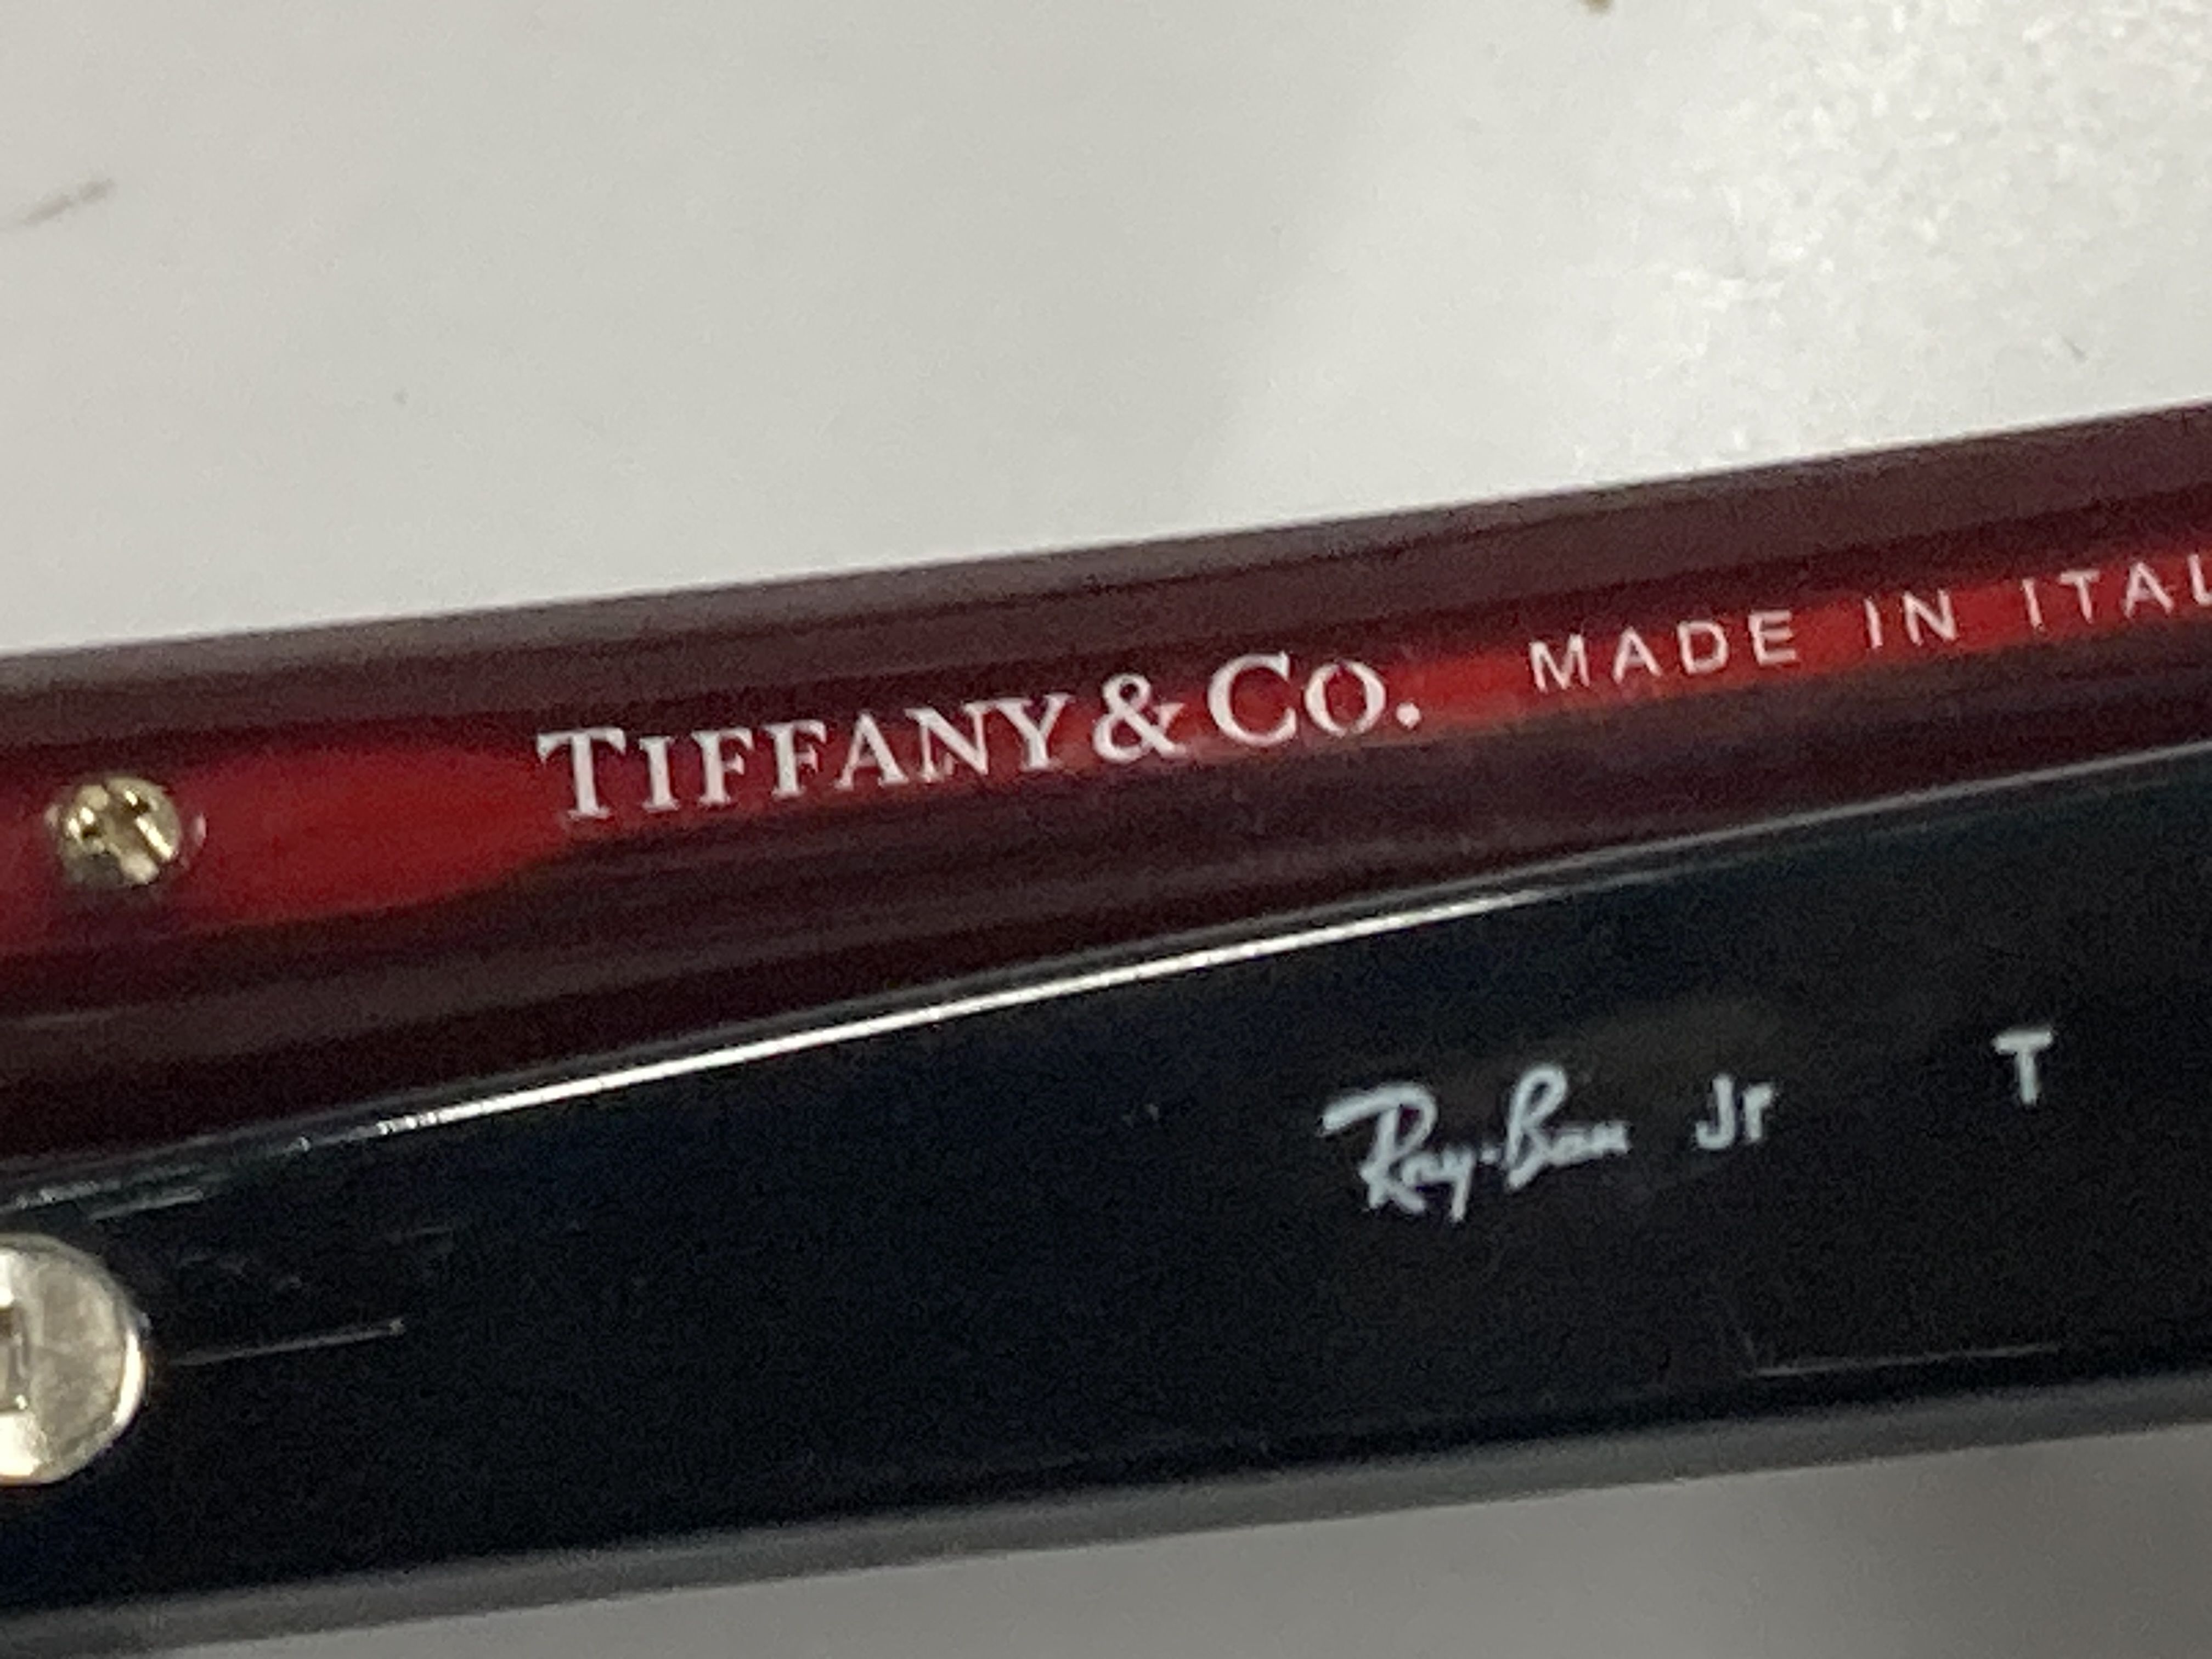 TIFFANY & CO. MADE IN ITAL
Ray-Ban Jr T